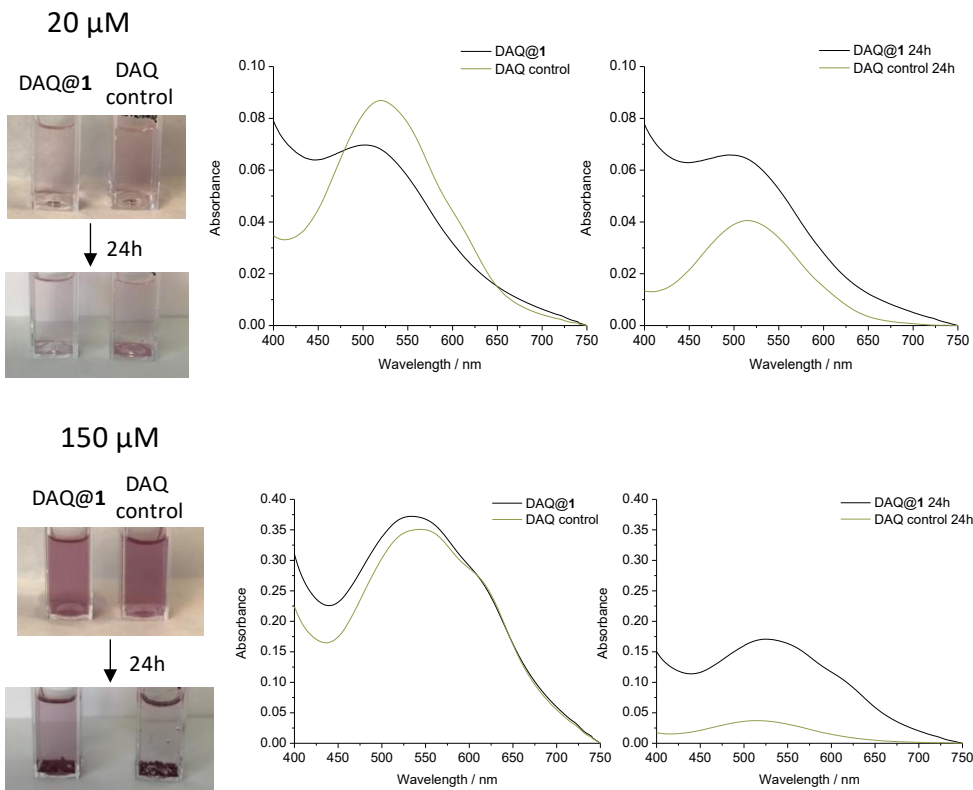 20 μM
DAQ@1
DAQ
control
24h
DAQ@1
DAQ control
0.10
0.08
0.06
0.04
0.02
0.00
Absorbance
400 450 500 550 600 650 700 750
Wavelength / nm
DAQ@1 24h
DAQ control 24h
0.10
0.08
0.06
0.04
0.02
0.00
Absorbance
400 450 500 550 600 650 700 750
Wavelength / nm
150 μM
DAQ@1
DAQ
control
24h
DAQ@1
DAQ control
0.40
0.35
0.30
0.25
0.20
0.15
0.10
0.05
0.00
Absorbance
400 450 500 550 600 650 700 750
Wavelength / nm
DAQ@1 24h
DAQ control 24h
0.40
0.35
0.30
0.25
0.20
0.15
0.10
0.05
0.00
Absorbance
400 450 500 550 600 650 700 750
Wavelength / nm